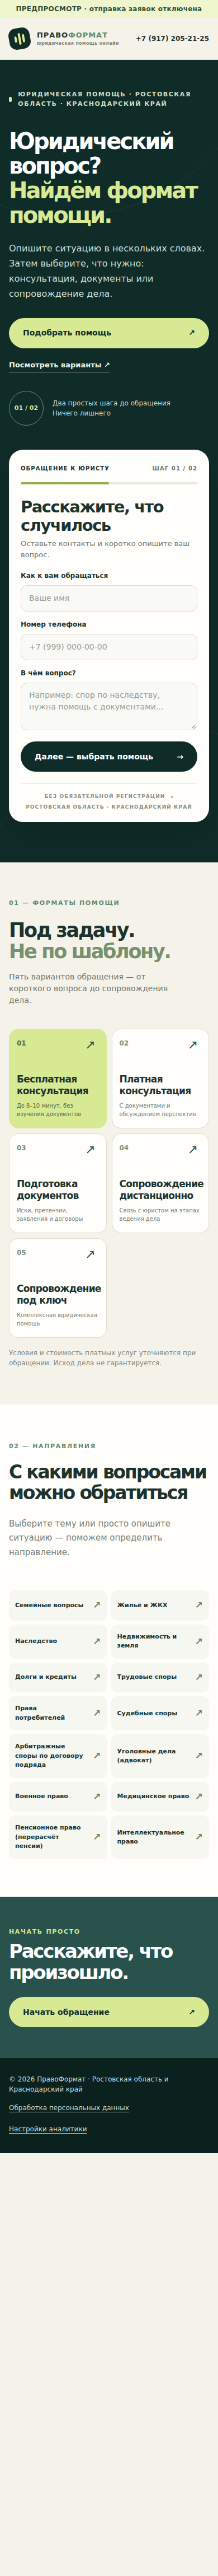 ПРЕДПРОСМОТР · отправка заявок отключена
ПРАВОФОРМАТ
юридическая помощь онлайн
+7 (917) 205-21-25
ЮРИДИЧЕСКАЯ ПОМОЩЬ · РОСТОВСКАЯ
ОБЛАСТЬ · КРАСНОДАРСКИЙ КРАЙ
Юридический
вопрос?
Найдём формат
помощи.
Опишите ситуацию в нескольких словах.
Затем выберите, что нужно:
консультация, документы или
сопровождение дела.
Подобрать помощь ↗
Посмотреть варианты ↗
01 / 02
Два простых шага до обращения
Ничего лишнего
ОБРАЩЕНИЕ К ЮРИСТУ
ШАГ 01 / 02
Расскажите, что
случилось
Оставьте контакты и коротко опишите ваш
вопрос.
Как к вам обращаться
Ваше имя
Номер телефона
+7 (999) 000-00-00
В чём вопрос?
Например: спор по наследству,
нужна помощь с документами…
Далее — выбрать помощь →
БЕЗ ОБЯЗАТЕЛЬНОЙ РЕГИСТРАЦИИ •
РОСТОВСКАЯ ОБЛАСТЬ · КРАСНОДАРСКИЙ КРАЙ
01 — ФОРМАТЫ ПОМОЩИ
Под задачу.
Не по шаблону.
Пять вариантов обращения — от
короткого вопроса до сопровождения
дела.
01 ↗
Бесплатная
консультация
До 8–10 минут, без
изучения документов
02 ↗
Платная
консультация
С документами и
обсуждением перспектив
03 ↗
Подготовка
документов
Иски, претензии,
заявления и договоры
04 ↗
Сопровождение
дистанционно
Связь с юристом на этапах
ведения дела
05 ↗
Сопровождение
под ключ
Комплексная юридическая
помощь
Условия и стоимость платных услуг уточняются при
обращении. Исход дела не гарантируется.
02 — НАПРАВЛЕНИЯ
С какими вопросами
можно обратиться
Выберите тему или просто опишите
ситуацию — поможем определить
направление.
Семейные вопросы ↗
Жильё и ЖКХ ↗
Наследство ↗
Недвижимость и
земля ↗
Долги и кредиты ↗
Трудовые споры ↗
Права
потребителей ↗
Судебные споры ↗
Арбитражные
споры по договору
подряда ↗
Уголовные дела
(адвокат) ↗
Военное право ↗
Медицинское право ↗
Пенсионное право
(перерасчёт
пенсии) ↗
Интеллектуальное
право ↗
НАЧАТЬ ПРОСТО
Расскажите, что
произошло.
Начать обращение ↗
© 2026 ПравоФормат · Ростовская область и
Краснодарский край
Обработка персональных данных
Настройки аналитики